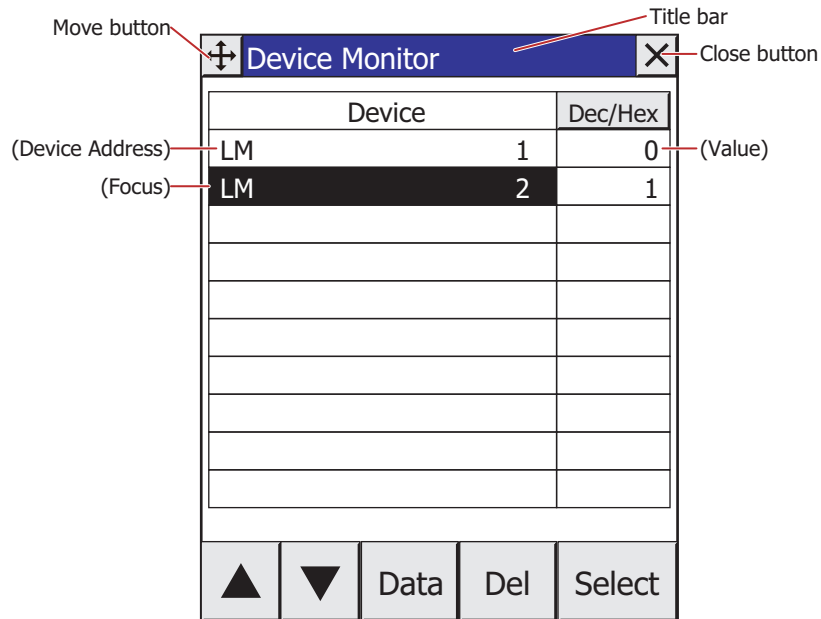 Title bar
Move button
Device Monitor
Close button
Device Dec/Hex
(Device Address) LM 1 0 (Value)
(Focus) LM 2 1
Data Del Select